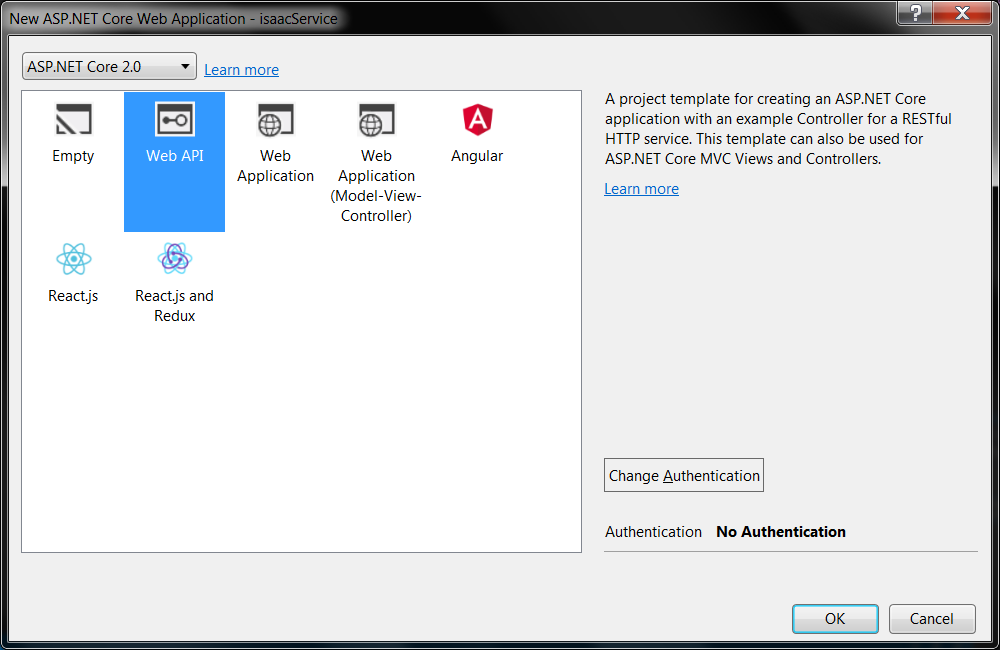 New ASP.NET Core Web Application - isaacService
ASP.NET Core 2.0
Learn more
Empty
Web API
Web
Application
Web
Application
(Model-View-
Controller)
Angular
React.js
React.js and
Redux
A project template for creating an ASP.NET Core
application with an example Controller for a RESTful
HTTP service. This template can also be used for
ASP.NET Core MVC Views and Controllers.
Learn more
Change Authentication
Authentication No Authentication
OK
Cancel